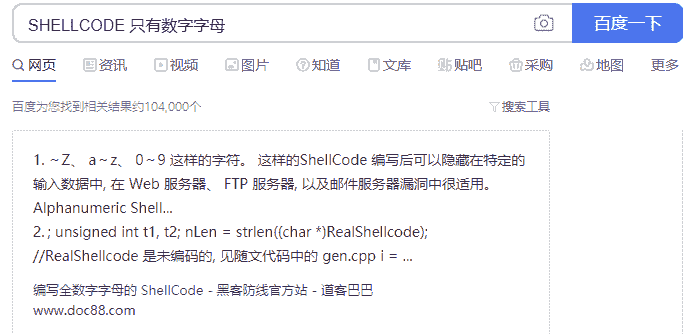 SHELLCODE 只有数字字母
百度一下
网页 资讯 视频 图片 知道 文库 贴吧 采购 地图 更多
百度为您找到相关结果约104,000个
搜索工具
1. ~Z、 a~z、 0~9 这样的字符。 这样的ShellCode 编写后可以隐藏在特定的
输入数据中, 在 Web 服务器、 FTP 服务器, 以及邮件服务器漏洞中很适用。
Alphanumeric Shell...
2. ; unsigned int t1, t2; nLen = strlen((char *)RealShellcode);
//RealShellcode 是未编码的, 见随文代码中的 gen.cpp i = ...
编写全数字字母的 ShellCode - 黑客防线官方站 - 道客巴巴
www.doc88.com